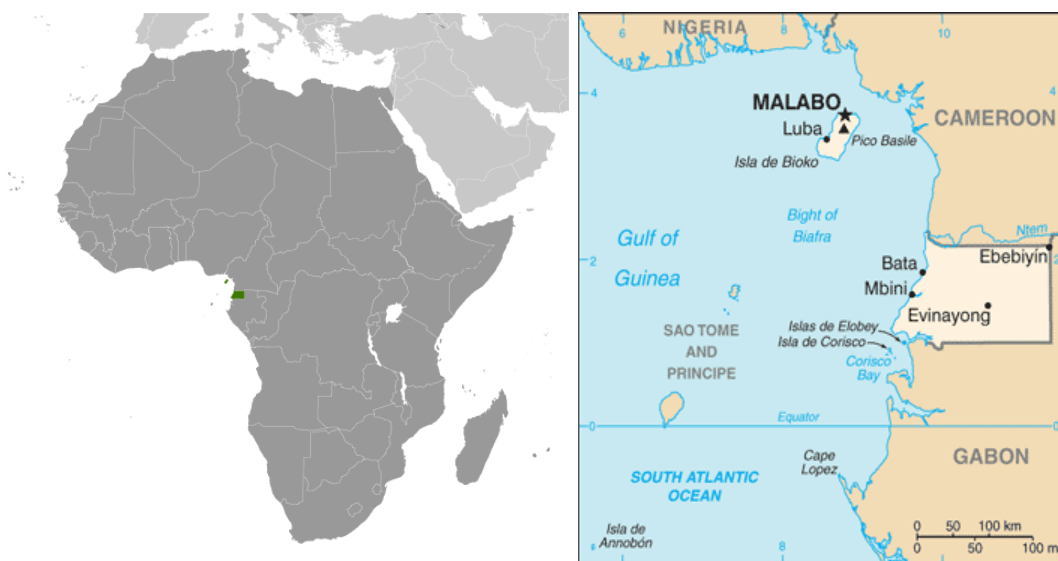 6
NIGERIA
8
10
4
4
MALABO
Luba
Pico Basile
Isla de Bioko
CAMEROON
Bight of
Biafra
Gulf of
Guinea
Ntem
2
2
Bata
Ebebiyín
Mbini
Evinayong
Islas de Elobey
Isla de Corisco
SAO TOME
AND
PRINCIPE
Corisco
Bay
Equator
0
0
Cape
Lopez
GABON
SOUTH ATLANTIC
OCEAN
Isla de
Annobón
8
0 50 100 km
0 50 100 m